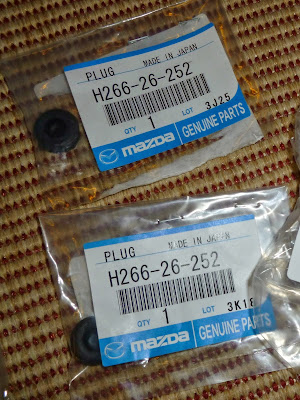 PLUG MADE IN JAPAN
H266-26-252
QTY 1 LOT 3J25
mazda GENUINE PARTS
PLUG MADE IN JAPAN
H266-26-252
QTY 1 LOT 3K18
mazda GENUINE PARTS